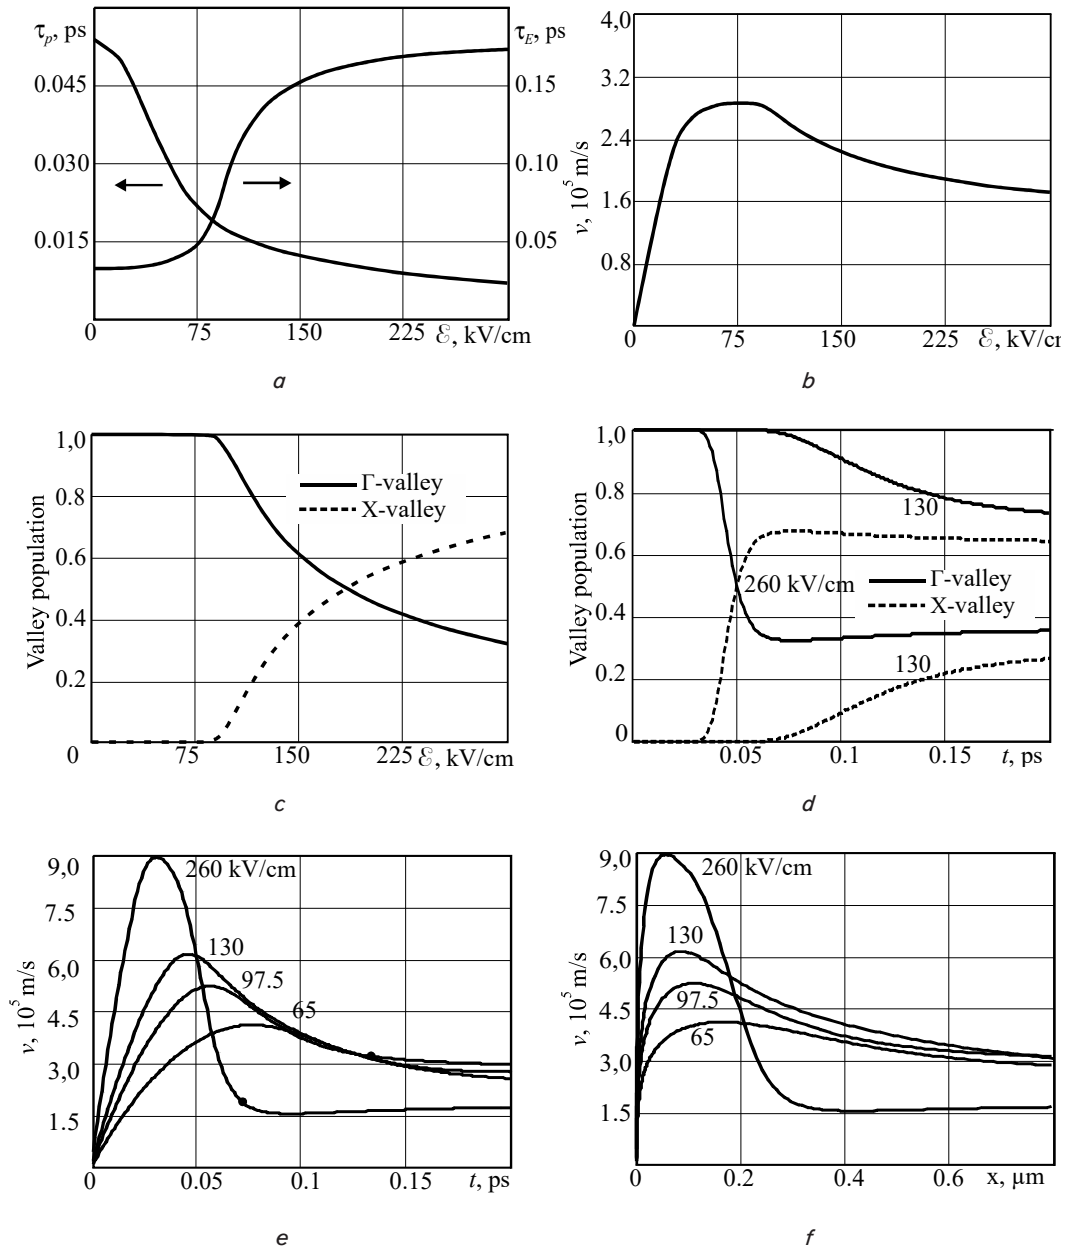 τp, ps
τE, ps
0.045
0.15
0.030
0.10
0.015
0.05
0
75
150
225
ℰ, kV/cm
a
4,0
3.2
2.4
1.6
0.8
0
v, 10^5 m/s
75
150
225
ℰ, kV/cr
b
1,0
0.8
0.6
0.4
0.2
0
Valley population
Γ-valley
X-valley
75
150
225
ℰ, kV/cm
c
1,0
0.8
0.6
0.4
0.2
0
Valley population
130
260 kV/cm
Γ-valley
X-valley
130
0.05
0.1
0.15
t, ps
d
9,0
7.5
6,0
4.5
3,0
1.5
v, 10^5 m/s
260 kV/cm
130
97.5
65
0
0.05
0.1
0.15
t, ps
e
9,0
7.5
6,0
4.5
3.0
1.5
v, 10^5 m/s
260 kV/cm
130
97.5
65
0
0.2
0.4
0.6
x, µm
f